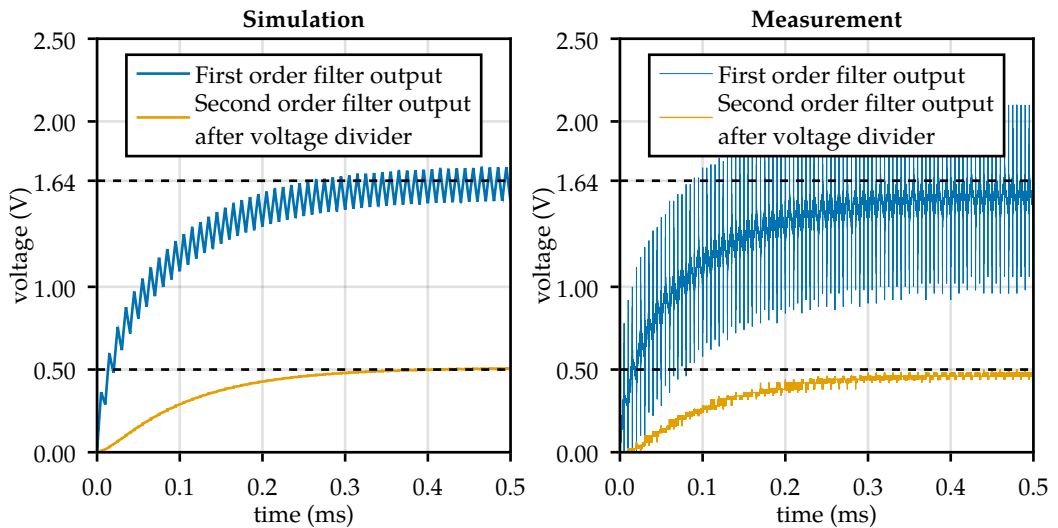 Simulation
2.50
2.00
1.64
1.00
0.50
0.00
voltage (V)
First order filter output
Second order filter output
after voltage divider
0.0 0.1 0.2 0.3 0.4 0.5
time (ms)
Measurement
2.50
2.00
1.64
1.00
0.50
0.00
voltage (V)
First order filter output
Second order filter output
after voltage divider
0.0 0.1 0.2 0.3 0.4 0.5
time (ms)